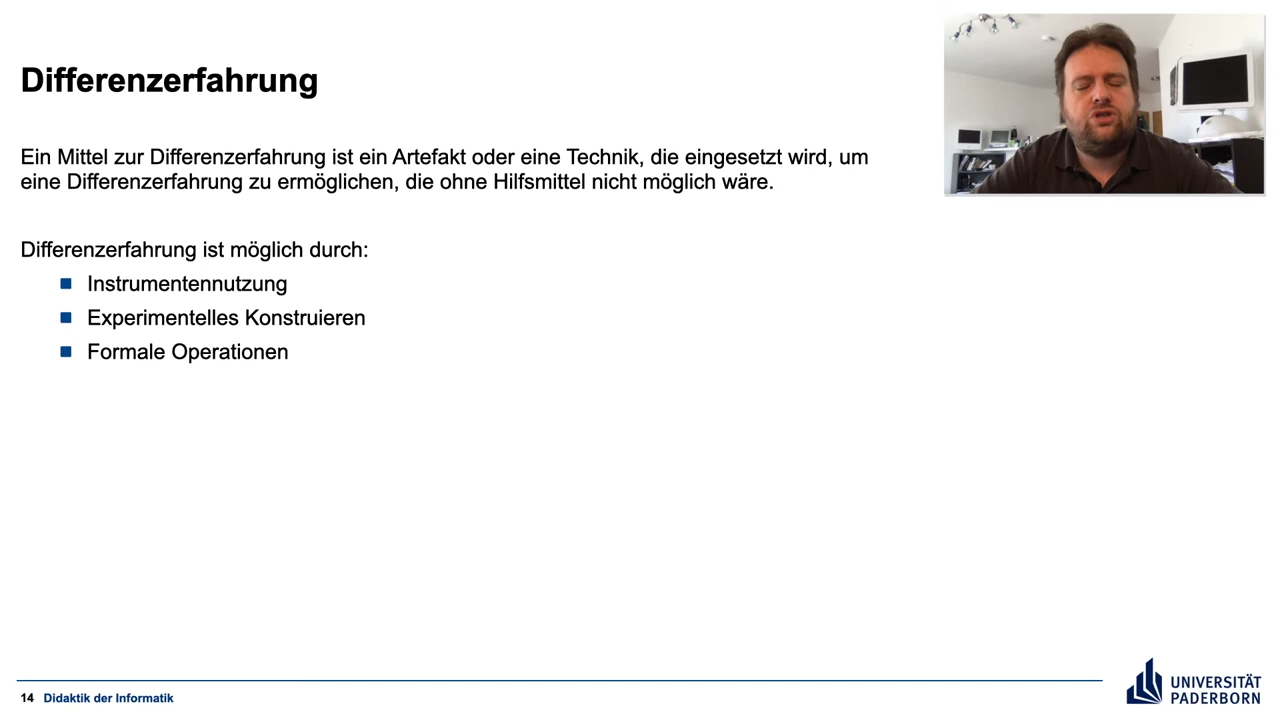 Differenzerfahrung
Ein Mittel zur Differenzerfahrung ist ein Artefakt oder eine Technik, die eingesetzt wird, um
eine Differenzerfahrung zu ermöglichen, die ohne Hilfsmittel nicht möglich wäre.
Differenzerfahrung ist möglich durch:
Instrumentennutzung
Experimentelles Konstruieren
Formale Operationen
14 Didaktik der Informatik
UNIVERSITÄT
PADERBORN